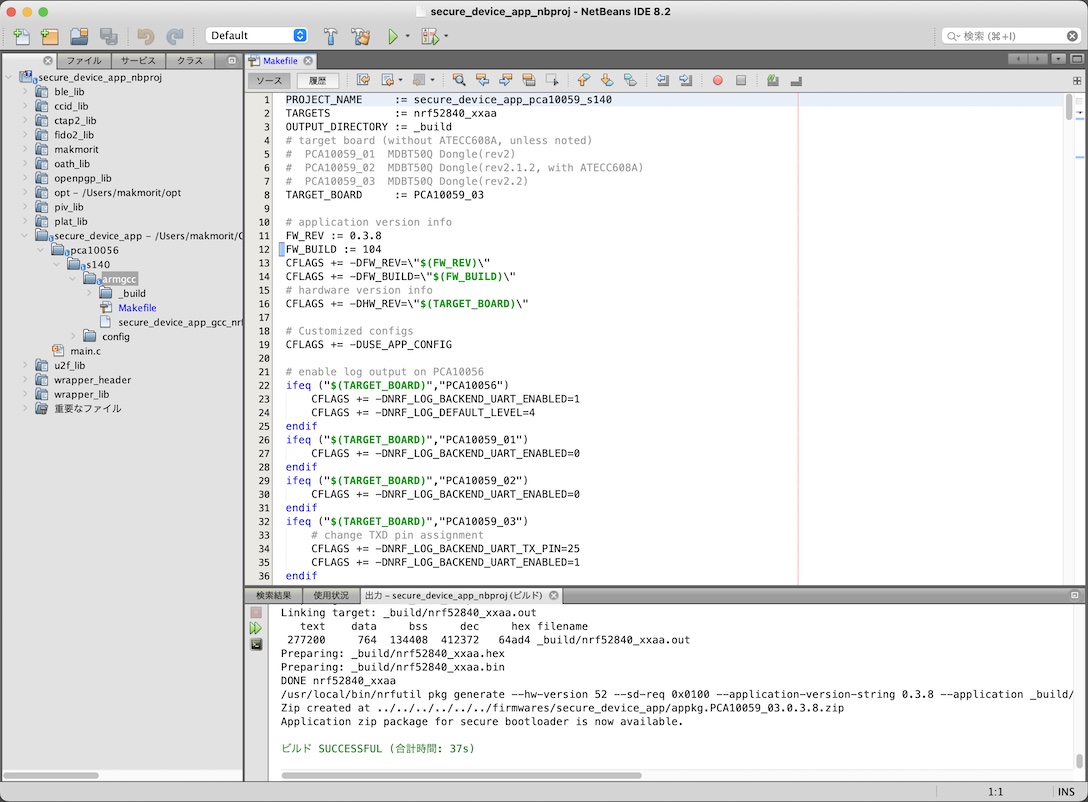 secure_device_app_nbproj - NetBeans IDE 8.2
Default
検索 (⌘+I)
ファイル
サービス
クラス
secure_device_app_nbproj
ble_lib
ccid_lib
ctap2_lib
fido2_lib
makmorit
oath_lib
openpgp_lib
opt - /Users/makmorit/opt
piv_lib
plat_lib
secure_device_app - /Users/makmorit/
pca10056
s140
armgcc
_build
Makefile
secure_device_app_gcc_nrf
config
main.c
u2f_lib
wrapper_header
wrapper_lib
重要なファイル
Makefile
ソース
履歴
1 PROJECT_NAME     := secure_device_app_pca10059_s140
2 TARGETS          := nrf52840_xxaa
3 OUTPUT_DIRECTORY := _build
4 # target board (without ATECC608A, unless noted)
5 #  PCA10059_01  MDBT50Q Dongle(rev2)
6 #  PCA10059_02  MDBT50Q Dongle(rev2.1.2, with ATECC608A)
7 #  PCA10059_03  MDBT50Q Dongle(rev2.2)
8 TARGET_BOARD     := PCA10059_03
9
10 # application version info
11 FW_REV := 0.3.8
12 FW_BUILD := 104
13 CFLAGS += -DFW_REV=\"$(FW_REV)\"
14 CFLAGS += -DFW_BUILD=\"$(FW_BUILD)\"
15 # hardware version info
16 CFLAGS += -DHW_REV=\"$(TARGET_BOARD)\"
17
18 # Customized configs
19 CFLAGS += -DUSE_APP_CONFIG
20
21 # enable log output on PCA10056
22 ifeq ("$(TARGET_BOARD)","PCA10056")
23     CFLAGS += -DNRF_LOG_BACKEND_UART_ENABLED=1
24     CFLAGS += -DNRF_LOG_DEFAULT_LEVEL=4
25 endif
26 ifeq ("$(TARGET_BOARD)","PCA10059_01")
27     CFLAGS += -DNRF_LOG_BACKEND_UART_ENABLED=0
28 endif
29 ifeq ("$(TARGET_BOARD)","PCA10059_02")
30     CFLAGS += -DNRF_LOG_BACKEND_UART_ENABLED=0
31 endif
32 ifeq ("$(TARGET_BOARD)","PCA10059_03")
33     # change TXD pin assignment
34     CFLAGS += -DNRF_LOG_BACKEND_UART_TX_PIN=25
35     CFLAGS += -DNRF_LOG_BACKEND_UART_ENABLED=1
36 endif
検索結果
使用状況
出力 - secure_device_app_nbproj (ビルド)
Linking target: _build/nrf52840_xxaa.out
   text    data     bss     dec     hex filename
 277200     764  134408  412372   64ad4 _build/nrf52840_xxaa.out
Preparing: _build/nrf52840_xxaa.hex
Preparing: _build/nrf52840_xxaa.bin
DONE nrf52840_xxaa
/usr/local/bin/nrfutil pkg generate --hw-version 52 --sd-req 0x0100 --application-version-string 0.3.8 --application _build/
Zip created at ../../../../../../firmwares/secure_device_app/appkg.PCA10059_03.0.3.8.zip
Application zip package for secure bootloader is now available.
ビルド SUCCESSFUL (合計時間: 37s)
1:1
INS